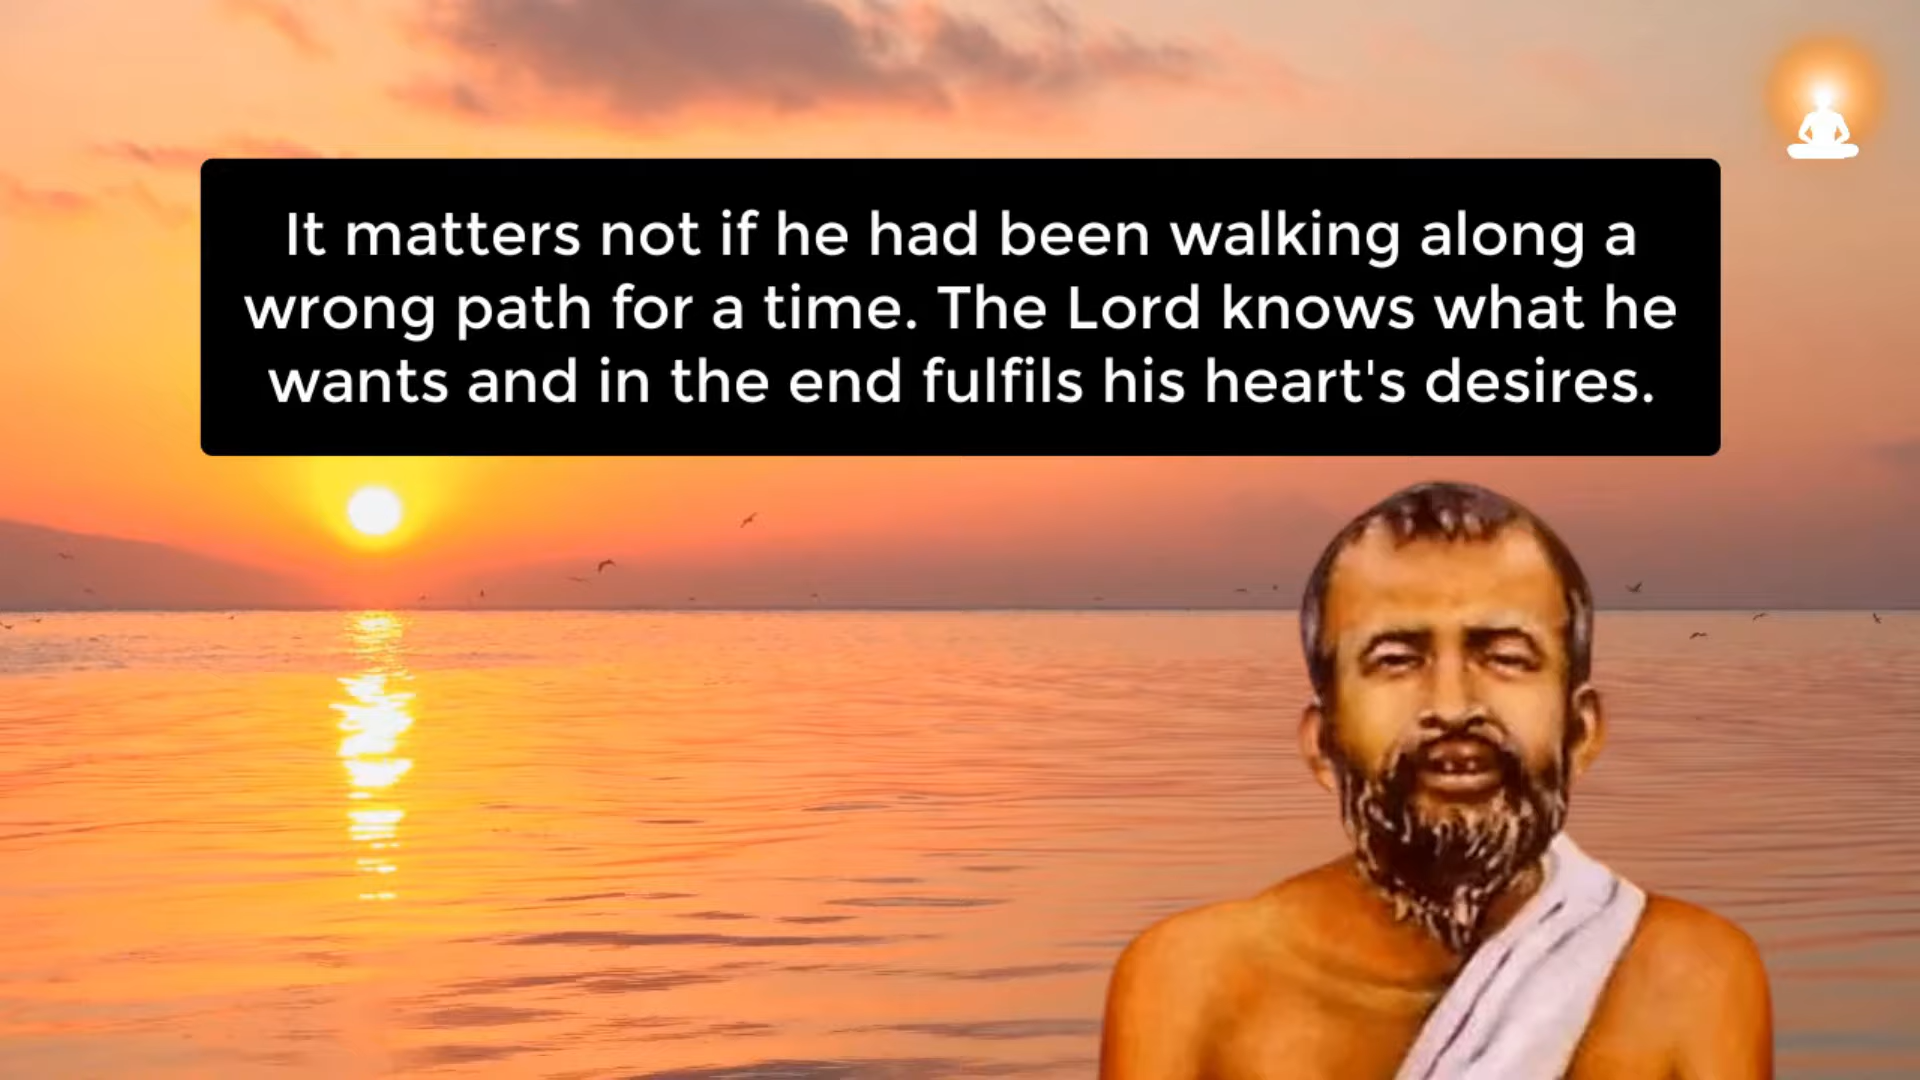 It matters not if he had been walking along a
wrong path for a time. The Lord knows what he
wants and in the end fulfils his heart's desires.